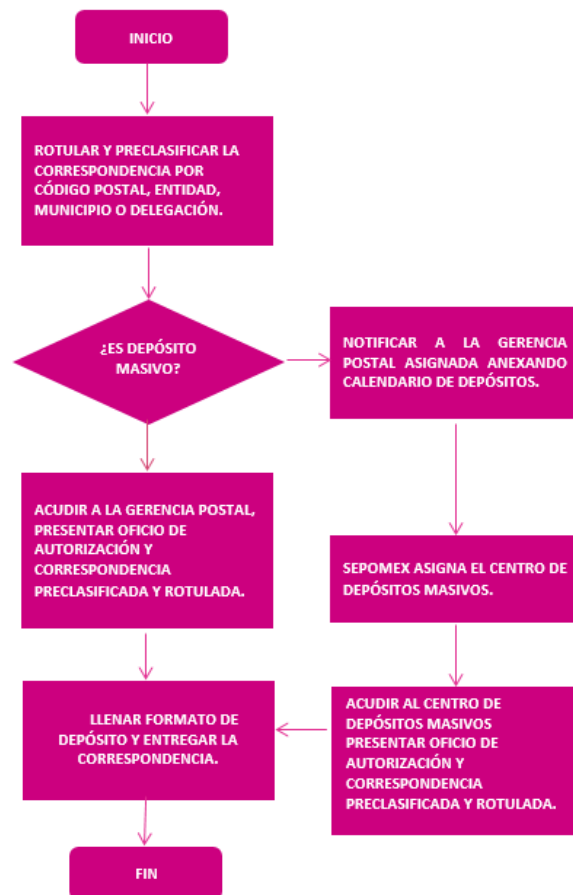 INICIO
ROTULAR Y PRECLASIFICAR LA
CORRESPONDENCIA POR
CÓDIGO POSTAL, ENTIDAD,
MUNICIPIO O DELEGACIÓN.
¿ES DEPÓSITO
MASIVO?
NOTIFICAR A LA GERENCIA
POSTAL ASIGNADA ANEXANDO
CALENDARIO DE DEPÓSITOS.
ACUDIR A LA GERENCIA POSTAL,
PRESENTAR OFICIO DE
AUTORIZACIÓN Y
CORRESPONDENCIA
PRECLASIFICADA Y ROTULADA.
SEPOMEX ASIGNA EL CENTRO DE
DEPÓSITOS MASIVOS.
ACUDIR AL CENTRO DE
DEPÓSITOS MASIVOS
PRESENTAR OFICIO DE
AUTORIZACIÓN Y
CORRESPONDENCIA
PRECLASIFICADA Y ROTULADA.
LLENAR FORMATO DE
DEPÓSITO Y ENTREGAR LA
CORRESPONDENCIA.
FIN